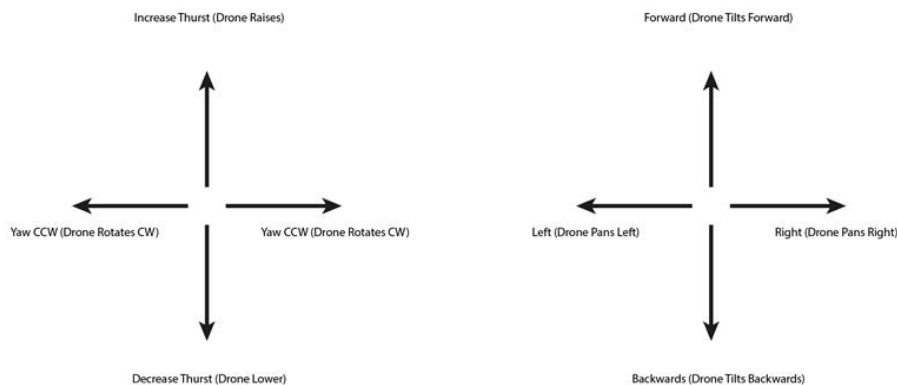 Increase Thurst (Drone Raises)
Forward (Drone Tilts Forward)
Yaw CCW (Drone Rotates CW)
Yaw CCW (Drone Rotates CW)
Left (Drone Pans Left)
Right (Drone Pans Right)
Decrease Thurst (Drone Lower)
Backwards (Drone Tilts Backwards)